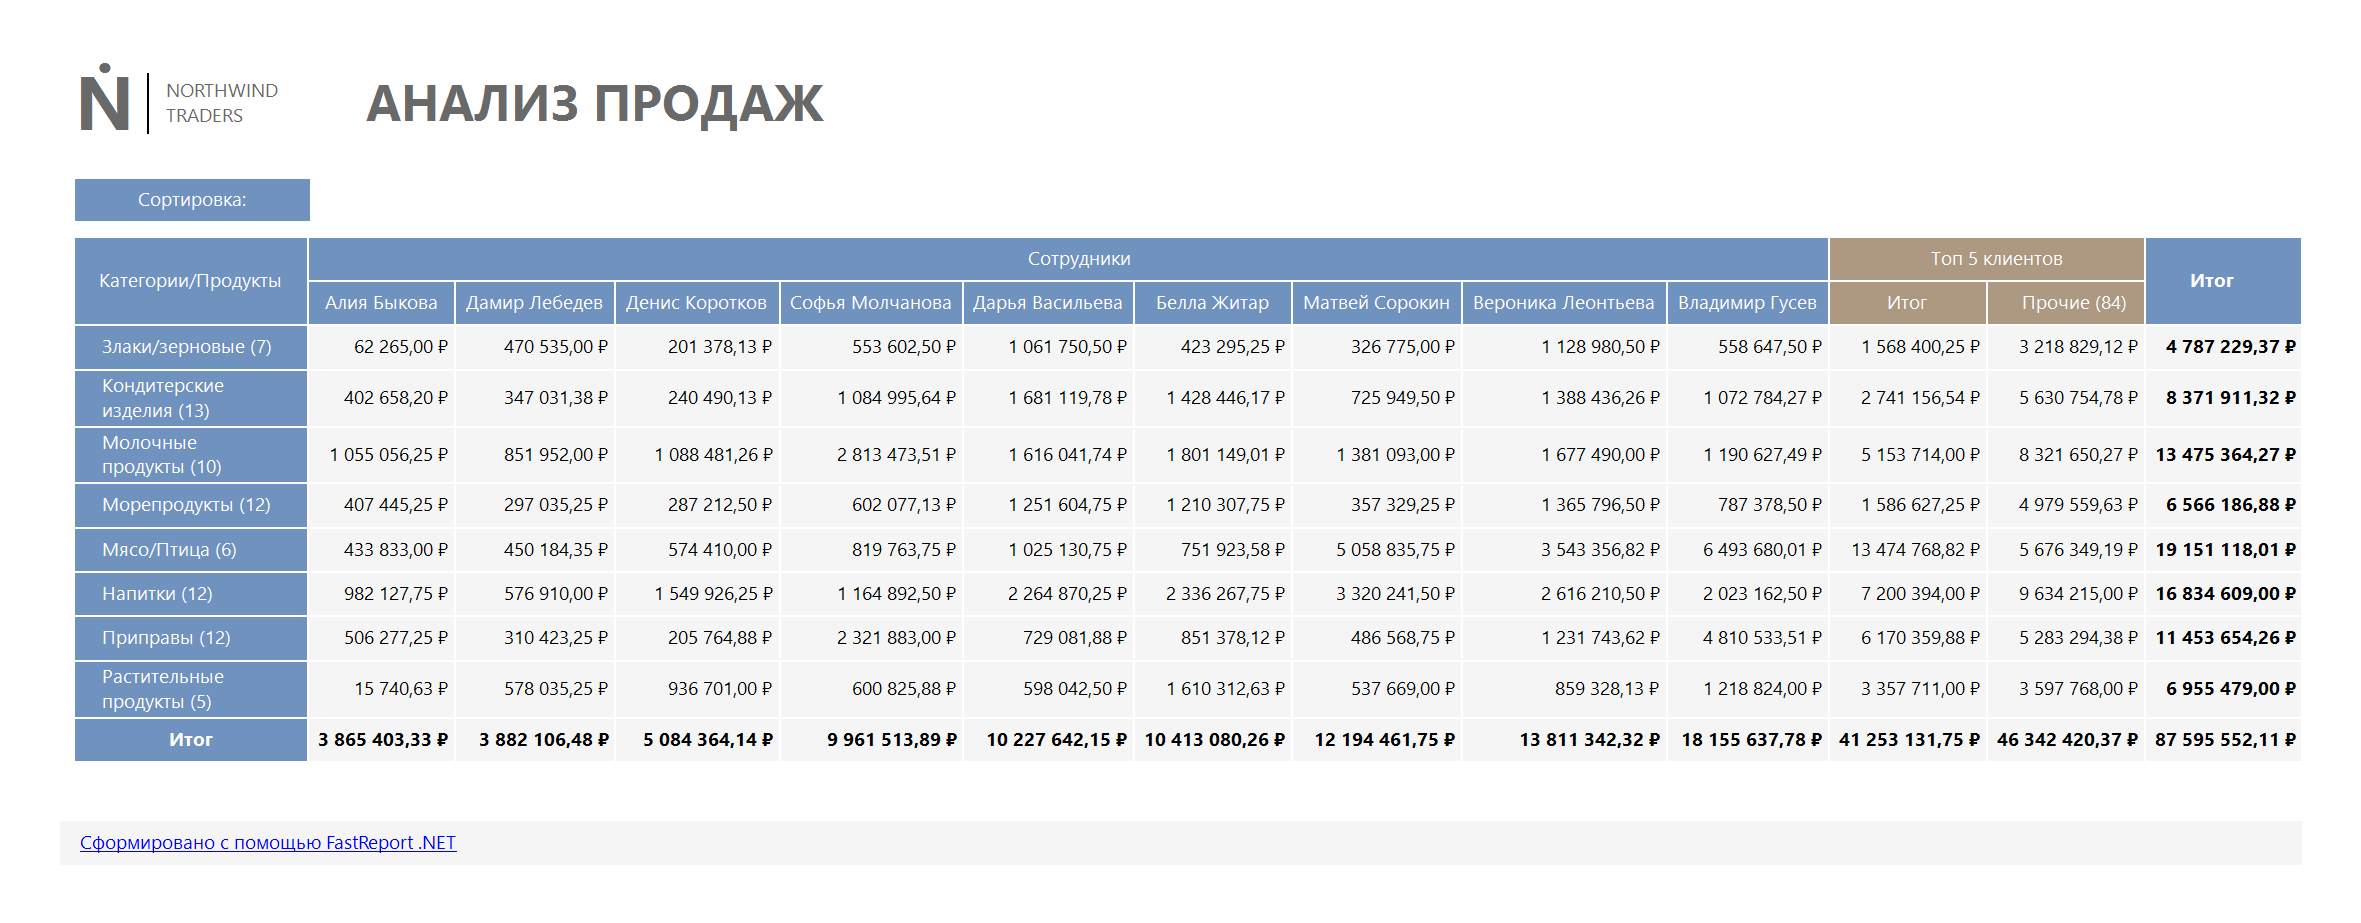 NORTHWIND
TRADERS
АНАЛИЗ ПРОДАЖ
Сортировка:
Категории/Продукты Сотрудники Топ 5 клиентов Итог
Алия Быкова Дамир Лебедев Денис Коротков Софья Молчанова Дарья Васильева Белла Житар Матвей Сорокин Вероника Леонтьева Владимир Гусев Итог Прочие (84)
Злаки/зерновые (7) 62 265,00 ₽ 470 535,00 ₽ 201 378,13 ₽ 553 602,50 ₽ 1 061 750,50 ₽ 423 295,25 ₽ 326 775,00 ₽ 1 128 980,50 ₽ 558 647,50 ₽ 1 568 400,25 ₽ 3 218 829,12 ₽ 4 787 229,37 ₽
Кондитерские
изделия (13) 402 658,20 ₽ 347 031,38 ₽ 240 490,13 ₽ 1 084 995,64 ₽ 1 681 119,78 ₽ 1 428 446,17 ₽ 725 949,50 ₽ 1 388 436,26 ₽ 1 072 784,27 ₽ 2 741 156,54 ₽ 5 630 754,78 ₽ 8 371 911,32 ₽
Молочные
продукты (10) 1 055 056,25 ₽ 851 952,00 ₽ 1 088 481,26 ₽ 2 813 473,51 ₽ 1 616 041,74 ₽ 1 801 149,01 ₽ 1 381 093,00 ₽ 1 677 490,00 ₽ 1 190 627,49 ₽ 5 153 714,00 ₽ 8 321 650,27 ₽ 13 475 364,27 ₽
Морепродукты (12) 407 445,25 ₽ 297 035,25 ₽ 287 212,50 ₽ 602 077,13 ₽ 1 251 604,75 ₽ 1 210 307,75 ₽ 357 329,25 ₽ 1 365 796,50 ₽ 787 378,50 ₽ 1 586 627,25 ₽ 4 979 559,63 ₽ 6 566 186,88 ₽
Мясо/Птица (6) 433 833,00 ₽ 450 184,35 ₽ 574 410,00 ₽ 819 763,75 ₽ 1 025 130,75 ₽ 751 923,58 ₽ 5 058 835,75 ₽ 3 543 356,82 ₽ 6 493 680,01 ₽ 13 474 768,82 ₽ 5 676 349,19 ₽ 19 151 118,01 ₽
Напитки (12) 982 127,75 ₽ 576 910,00 ₽ 1 549 926,25 ₽ 1 164 892,50 ₽ 2 264 870,25 ₽ 2 336 267,75 ₽ 3 320 241,50 ₽ 2 616 210,50 ₽ 2 023 162,50 ₽ 7 200 394,00 ₽ 9 634 215,00 ₽ 16 834 609,00 ₽
Приправы (12) 506 277,25 ₽ 310 423,25 ₽ 205 764,88 ₽ 2 321 883,00 ₽ 729 081,88 ₽ 851 378,12 ₽ 486 568,75 ₽ 1 231 743,62 ₽ 4 810 533,51 ₽ 6 170 359,88 ₽ 5 283 294,38 ₽ 11 453 654,26 ₽
Растительные
продукты (5) 15 740,63 ₽ 578 035,25 ₽ 936 701,00 ₽ 600 825,88 ₽ 598 042,50 ₽ 1 610 312,63 ₽ 537 669,00 ₽ 859 328,13 ₽ 1 218 824,00 ₽ 3 357 711,00 ₽ 3 597 768,00 ₽ 6 955 479,00 ₽
Итог 3 865 403,33 ₽ 3 882 106,48 ₽ 5 084 364,14 ₽ 9 961 513,89 ₽ 10 227 642,15 ₽ 10 413 080,26 ₽ 12 194 461,75 ₽ 13 811 342,32 ₽ 18 155 637,78 ₽ 41 253 131,75 ₽ 46 342 420,37 ₽ 87 595 552,11 ₽
Сформировано с помощью FastReport .NET